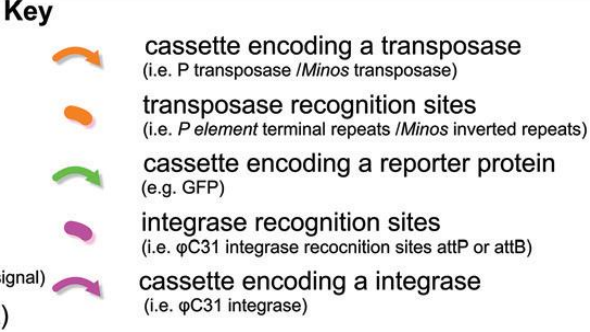 Key
cassette encoding a transposase
(i.e. P transposase /Minos transposase)
transposase recognition sites
(i.e. P element terminal repeats /Minos inverted repeats)
cassette encoding a reporter protein
(e.g. GFP)
integrase recognition sites
(i.e. φC31 integrase recocnition sites attP or attB)
signal)
cassette encoding a integrase
(i.e. φC31 integrase)
)